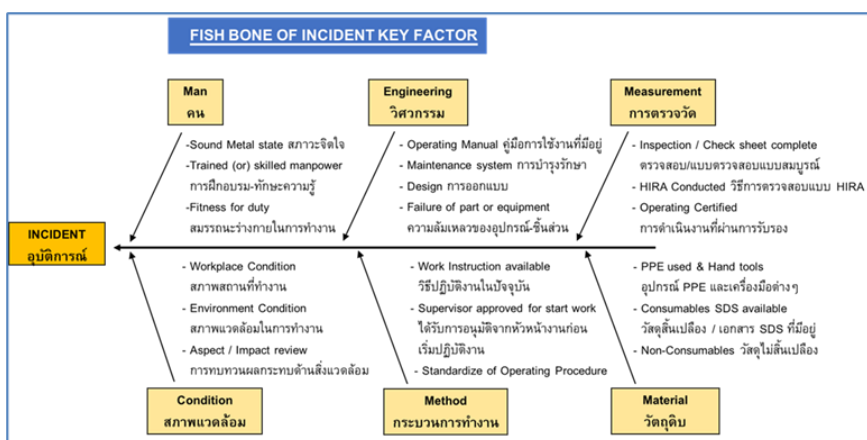 FISH BONE OF INCIDENT KEY FACTOR
Man
คน
Engineering
วิศวกรรม
Measurement
การตรวจวัด
-Sound Metal state สภาวะจิตใจ
-Trained (or) skilled manpower
การฝึกอบรม-ทักษะความรู้
-Fitness for duty
สมรรถนะร่างกายในการทำงาน
- Operating Manual คู่มือการใช้งานที่มีอยู่
- Maintenance system การบำรุงรักษา
- Design การออกแบบ
- Failure of part or equipment
ความล้มเหลวของอุปกรณ์-ชิ้นส่วน
- Inspection / Check sheet complete
ตรวจสอบ/แบบตรวจสอบแบบสมบูรณ์
- HIRA Conducted วิธีการตรวจสอบแบบ HIRA
- Operating Certified
การดำเนินงานที่ผ่านการรับรอง
INCIDENT
อุบัติการณ์
- Workplace Condition
สภาพสถานที่ทำงาน
- Environment Condition
สภาพแวดล้อมในการทำงาน
- Aspect / Impact review
การทบทวนผลกระทบด้านสิ่งแวดล้อม
- Work Instruction available
วิธีปฏิบัติงานในปัจจุบัน
- Supervisor approved for start work
ได้รับการอนุมัติจากหัวหน้างานก่อน
เริ่มปฏิบัติงาน
- Standardize of Operating Procedure
- PPE used & Hand tools
อุปกรณ์ PPE และเครื่องมือต่างๆ
- Consumables SDS available
วัสดุสิ้นเปลือง / เอกสาร SDS ที่มีอยู่
- Non-Consumables วัสดุไม่สิ้นเปลือง
Condition
สภาพแวดล้อม
Method
กระบวนการทำงาน
Material
วัตถุดิบ